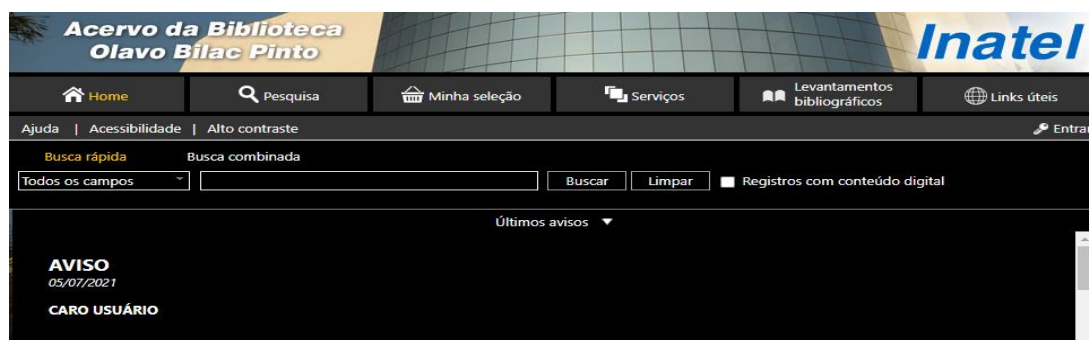 Acervo da Biblioteca
Olavo Bilac Pinto
Inatel
Home
Pesquisa
Minha seleção
Serviços
Levantamentos
bibliográficos
Links úteis
Ajuda | Acessibilidade | Alto contraste
Entrar
Busca rápida
Busca combinada
Todos os campos
Buscar
Limpar
Registros com conteúdo digital
Últimos avisos
AVISO
05/07/2021
CARO USUÁRIO